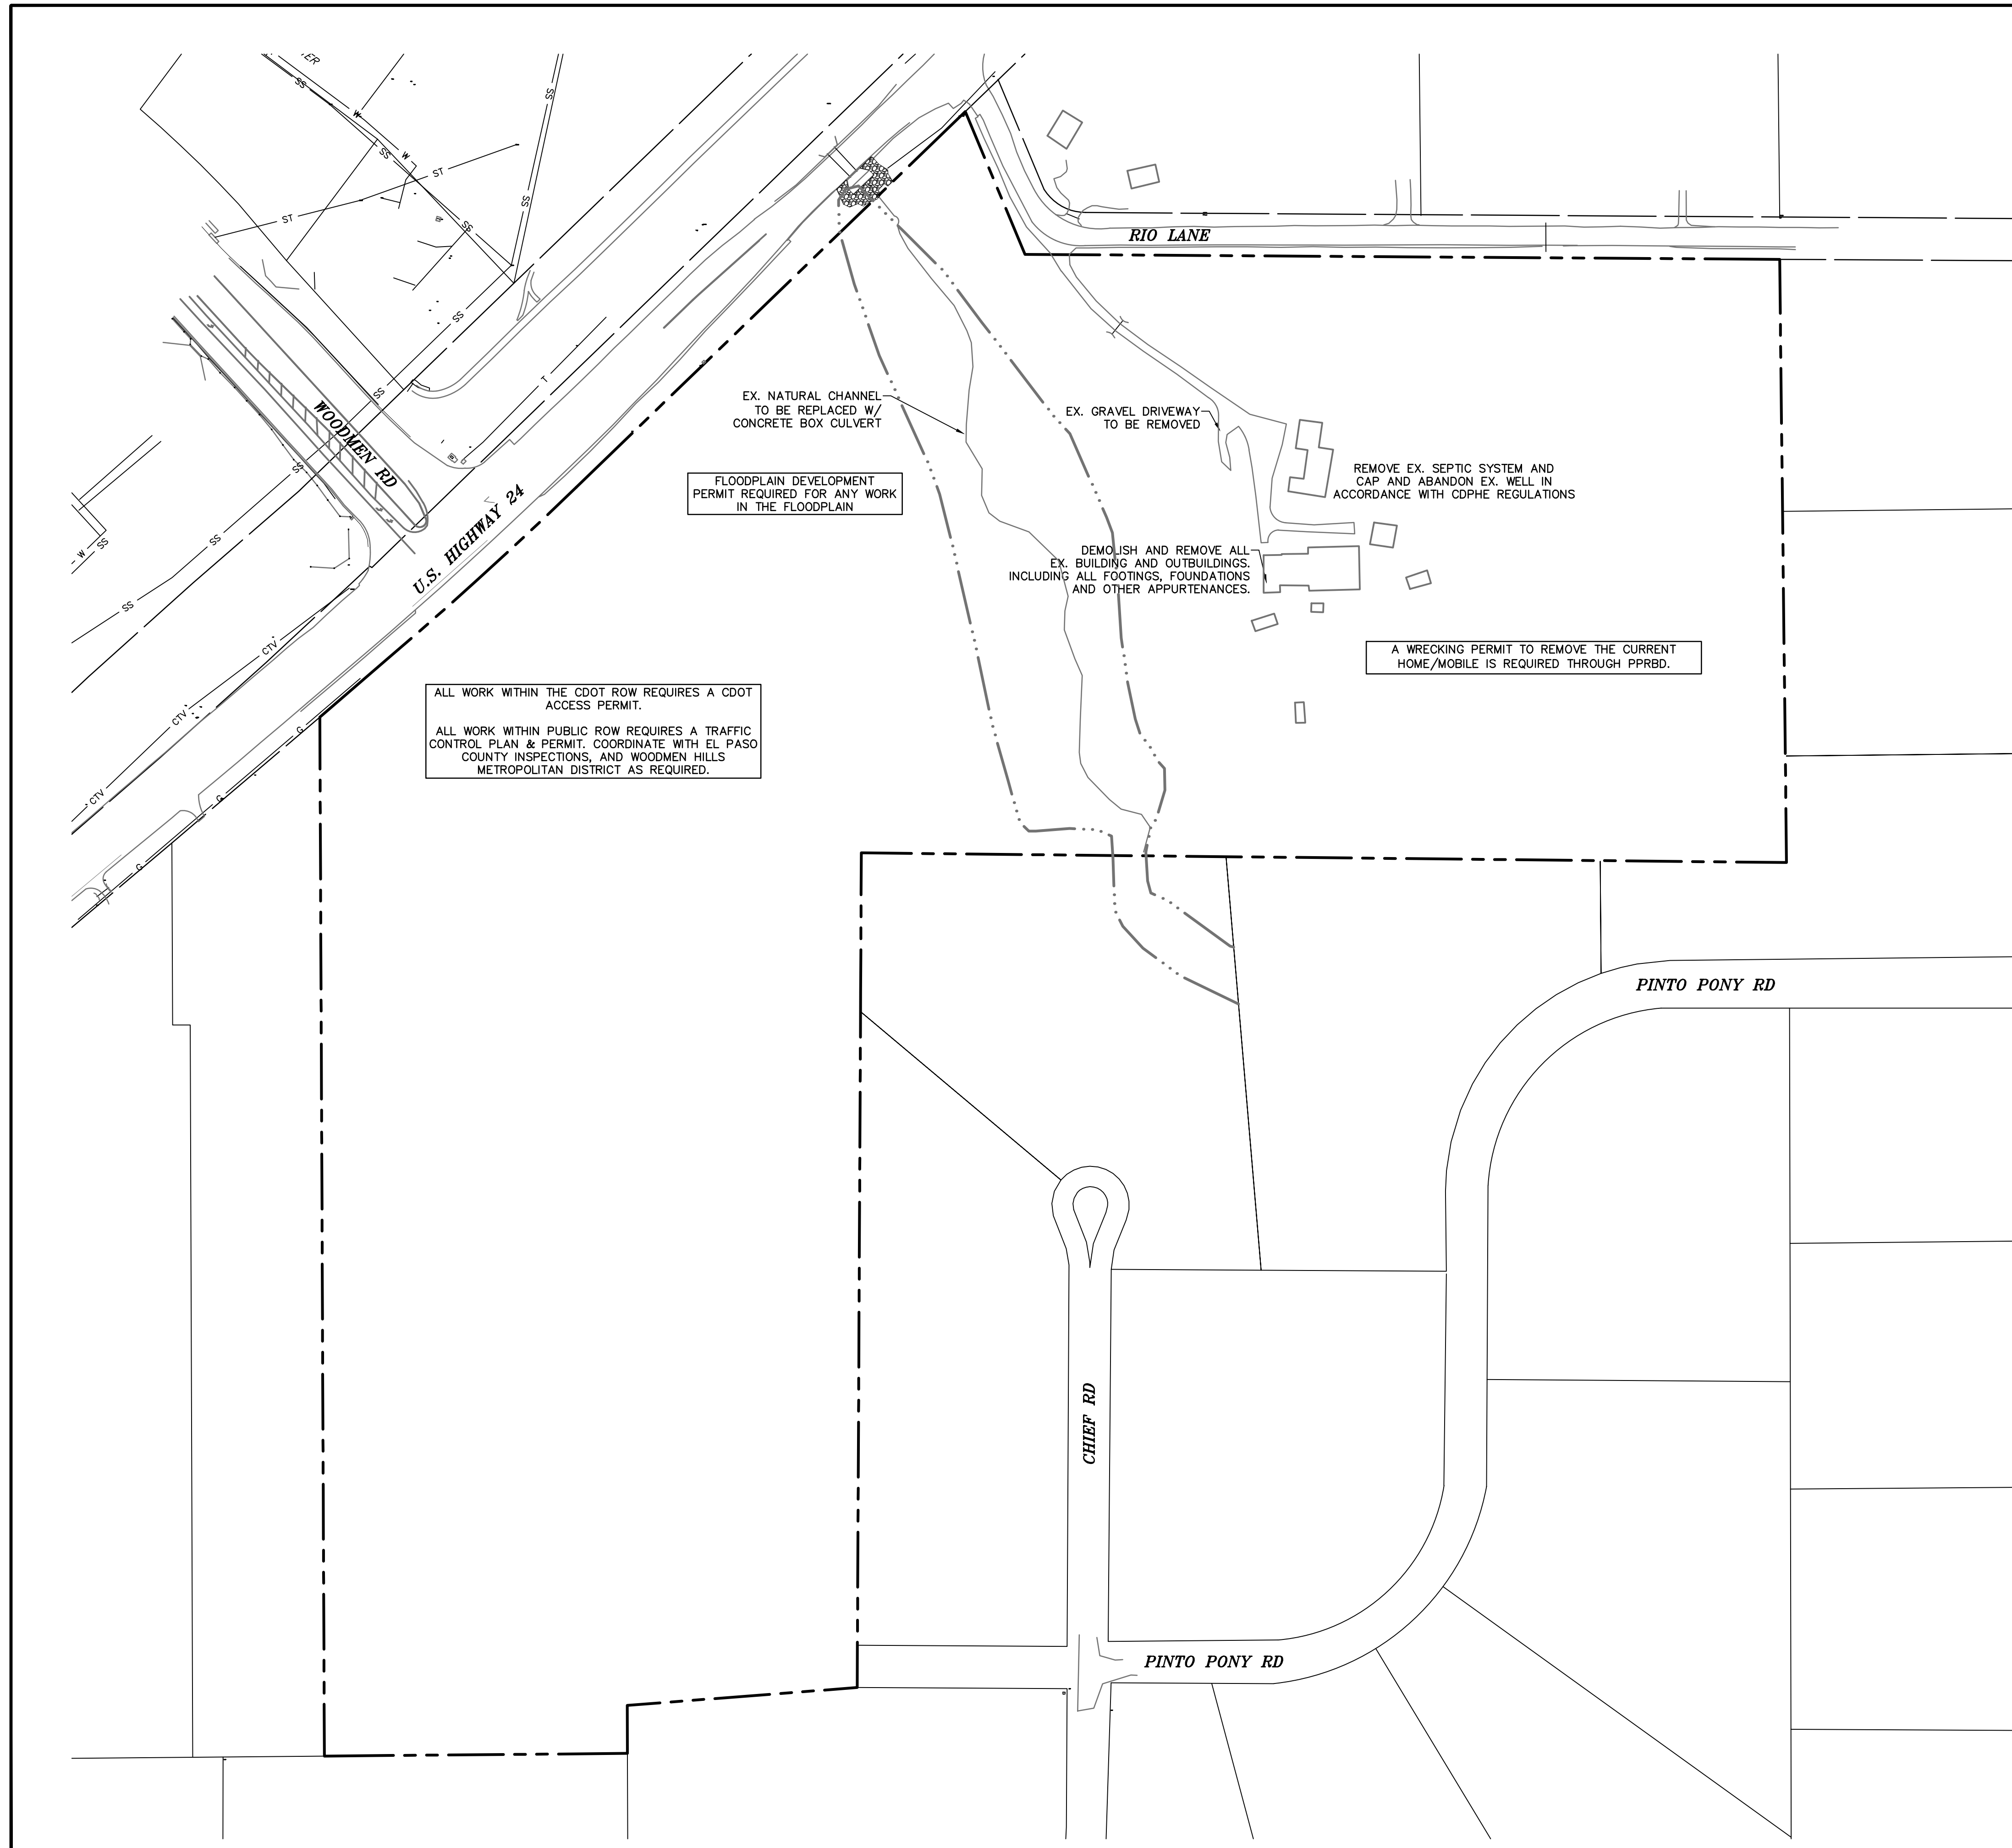 ER
SS
W
SS
SS
W
ST
SS
SS
ST
SS
SS
T
SS
SS
W
SS
SS
CTV
CTV
CTV
G
G
G
WOODMEN RD
U.S. HIGHWAY 24
RIO LANE
EX. NATURAL CHANNEL
TO BE REPLACED W/
CONCRETE BOX CULVERT
EX. GRAVEL DRIVEWAY
TO BE REMOVED
FLOODPLAIN DEVELOPMENT
PERMIT REQUIRED FOR ANY WORK
IN THE FLOODPLAIN
REMOVE EX. SEPTIC SYSTEM AND
CAP AND ABANDON EX. WELL IN
ACCORDANCE WITH CDPHE REGULATIONS
DEMOLISH AND REMOVE ALL
EX. BUILDING AND OUTBUILDINGS.
INCLUDING ALL FOOTINGS, FOUNDATIONS
AND OTHER APPURTENANCES.
A WRECKING PERMIT TO REMOVE THE CURRENT
HOME/MOBILE IS REQUIRED THROUGH PPRBD.
ALL WORK WITHIN THE CDOT ROW REQUIRES A CDOT
ACCESS PERMIT.
ALL WORK WITHIN PUBLIC ROW REQUIRES A TRAFFIC
CONTROL PLAN & PERMIT. COORDINATE WITH EL PASO
COUNTY INSPECTIONS, AND WOODMEN HILLS
METROPOLITAN DISTRICT AS REQUIRED.
PINTO PONY RD
CHIEF RD
PINTO PONY RD